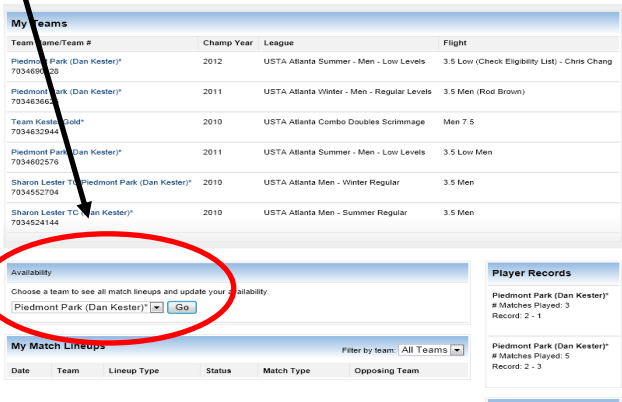 My Teams
Team Name/Team # Champ Year League Flight
Piedmont Park (Dan Kester)* 2012 USTA Atlanta Summer - Men - Low Levels 3.5 Low (Check Eligibility List) - Chris Chang
Piedmont Park (Dan Kester)* 2011 USTA Atlanta Winter - Men - Regular Levels 3.5 Men (Rod Brown)
Team Kester Gold* 2010 USTA Atlanta Combo Doubles Scrimmage Men 7.5
7034632944
Piedmont Park (Dan Kester)* 2011 USTA Atlanta Summer - Men - Low Levels 3.5 Low Men
7034602576
Sharon Lester TC Piedmont Park (Dan Kester)* 2010 USTA Atlanta Men - Winter Regular 3.5 Men
7034552704
Sharon Lester TC (Dan Kester)* 2010 USTA Atlanta Men - Summer Regular 3.5 Men
7034524144
Availability
Choose a team to see all match lineups and update your availability.
Piedmont Park (Dan Kester)* Go
My Match Lineups Filter by team: All Teams
Date Team Lineup Type Status Match Type Opposing Team
Player Records
Piedmont Park (Dan Kester)*
# Matches Played: 3
Record: 2 - 1
Piedmont Park (Dan Kester)*
# Matches Played: 5
Record: 2 - 3